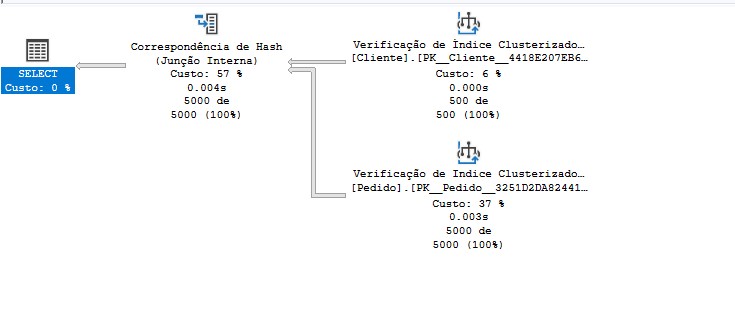 SELECT
Custo: 0 %
Correspondência de Hash
(Junção Interna)
Custo: 57 %
0.004s
5000 de
5000 (100%)
Verificação de Índice Clusterizado…
[Cliente].[PK__Cliente__4418E207EB6…
Custo: 6 %
0.000s
500 de
500 (100%)
Verificação de Índice Clusterizado…
[Pedido].[PK__Pedido__3251D2DA82441…
Custo: 37 %
0.003s
5000 de
5000 (100%)